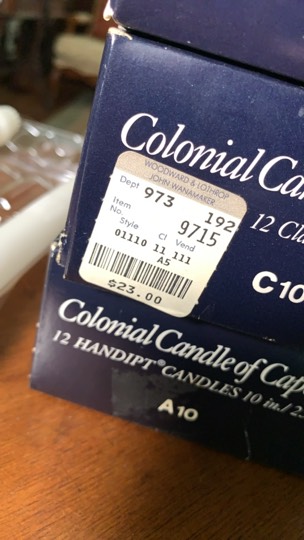 Colonial Can
12 Cla
C10
WOODWARD & LOTHROP
JOHN WANAMAKER
Dept 973 192
Item No. 9715
Style Cl Vend
01110 11 111
A5
$23.00
Colonial Candle of Cap
12 HANDIPT® CANDLES 10 in./2
A10